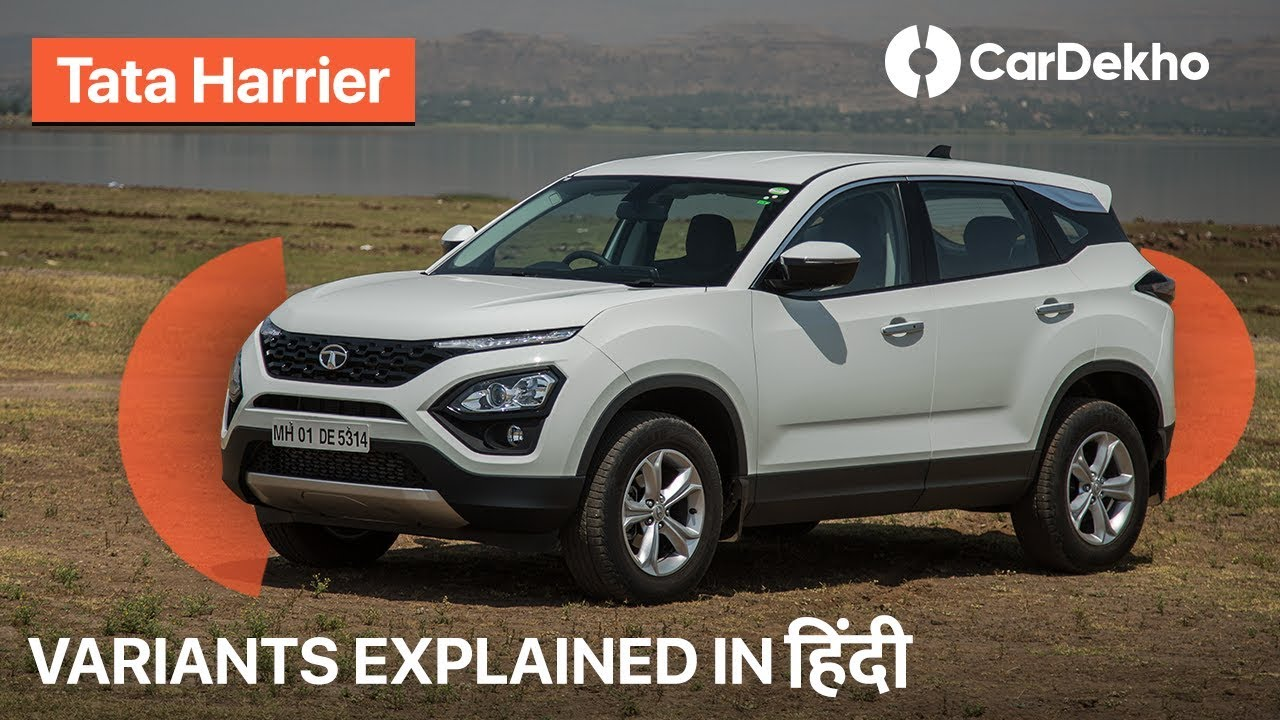 Tata Harrier
CarDekho
MH 01 DE 5314
VARIANTS EXPLAINED IN हिंदी